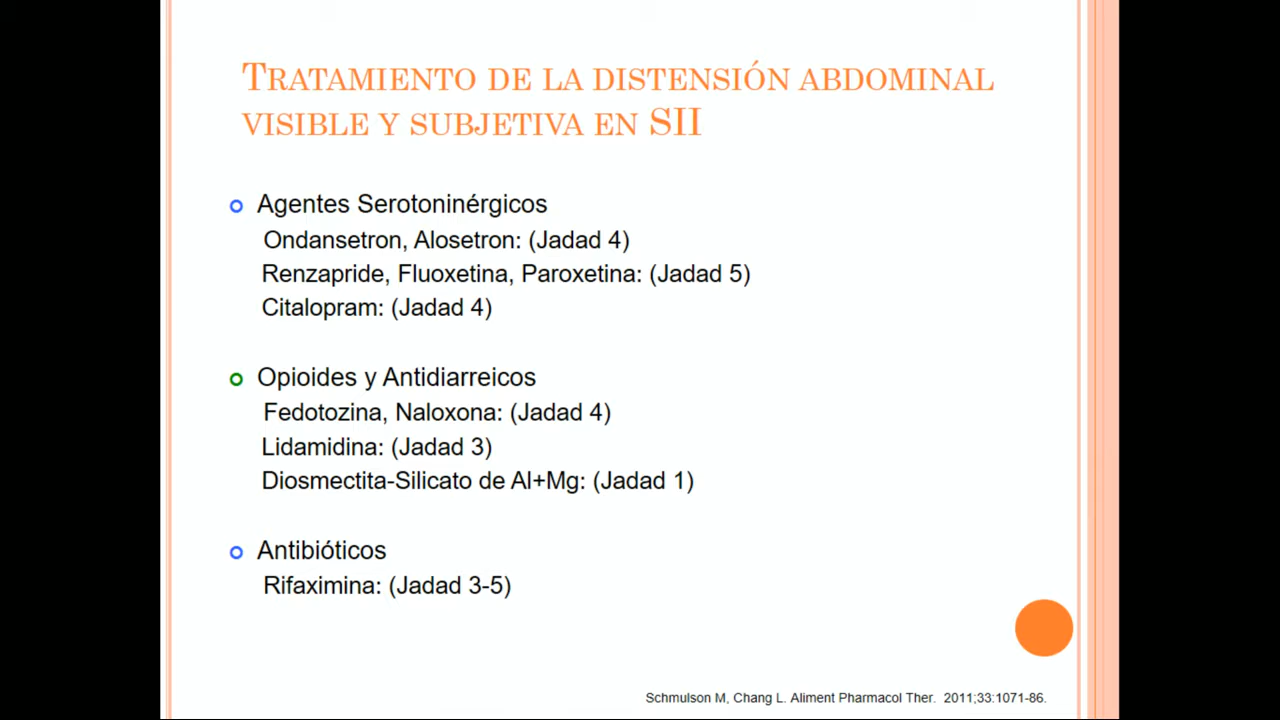 TRATAMIENTO DE LA DISTENSIÓN ABDOMINAL
VISIBLE Y SUBJETIVA EN SII
Agentes Serotoninérgicos
Ondansetron, Alosetron: (Jadad 4)
Renzapride, Fluoxetina, Paroxetina: (Jadad 5)
Citalopram: (Jadad 4)
Opioides y Antidiarreicos
Fedotozina, Naloxona: (Jadad 4)
Lidamidina: (Jadad 3)
Diosmectita-Silicato de Al+Mg: (Jadad 1)
Antibióticos
Rifaximina: (Jadad 3-5)
Schmulson M, Chang L. Aliment Pharmacol Ther. 2011;33:1071-86.